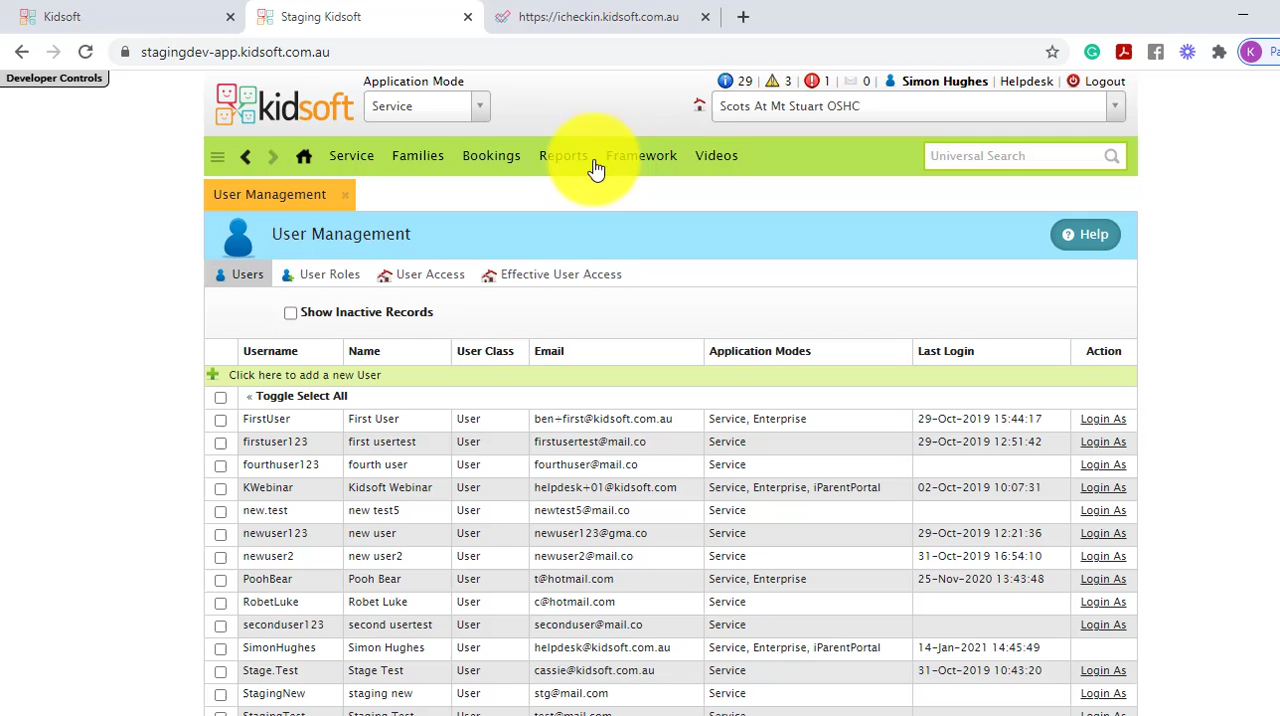 Kidsoft × Staging Kidsoft × https://icheckin.kidsoft.com.au × +
stagingdev-app.kidsoft.com.au K Pa
Developer Controls
kidsoft
Application Mode
Service
29 3 1 0 Simon Hughes Helpdesk Logout
Scots At Mt Stuart OSHC
Service Families Bookings Reports Framework Videos Universal Search
User Management ×
User Management Help
Users User Roles User Access Effective User Access
Show Inactive Records
Username Name User Class Email Application Modes Last Login Action
Click here to add a new User
« Toggle Select All
FirstUser First User User ben+first@kidsoft.com.au Service, Enterprise 29-Oct-2019 15:44:17 Login As
firstuser123 first usertest User firstusertest@mail.co Service 29-Oct-2019 12:51:42 Login As
fourthuser123 fourth user User fourthuser@mail.co Service Login As
KWebinar Kidsoft Webinar User helpdesk+01@kidsoft.com Service, Enterprise, iParentPortal 02-Oct-2019 10:07:31 Login As
new.test new test5 User newtest5@mail.co Service Login As
newuser123 new user User newuser123@gma.co Service 29-Oct-2019 12:21:36 Login As
newuser2 new user2 User newuser2@mail.co Service 31-Oct-2019 16:54:10 Login As
PoohBear Pooh Bear User t@hotmail.com Service, Enterprise 25-Nov-2020 13:43:48 Login As
RobetLuke Robet Luke User c@hotmail.com Service Login As
seconduser123 second usertest User seconduser@mail.co Service Login As
SimonHughes Simon Hughes User helpdesk@kidsoft.com.au Service, Enterprise, iParentPortal 14-Jan-2021 14:45:49
Stage.Test Stage Test User cassie@kidsoft.com.au Service 31-Oct-2019 10:43:20 Login As
StagingNew staging new User stg@mail.com Service Login As
StagingTest Staging Test User test@mail.com Service Login As